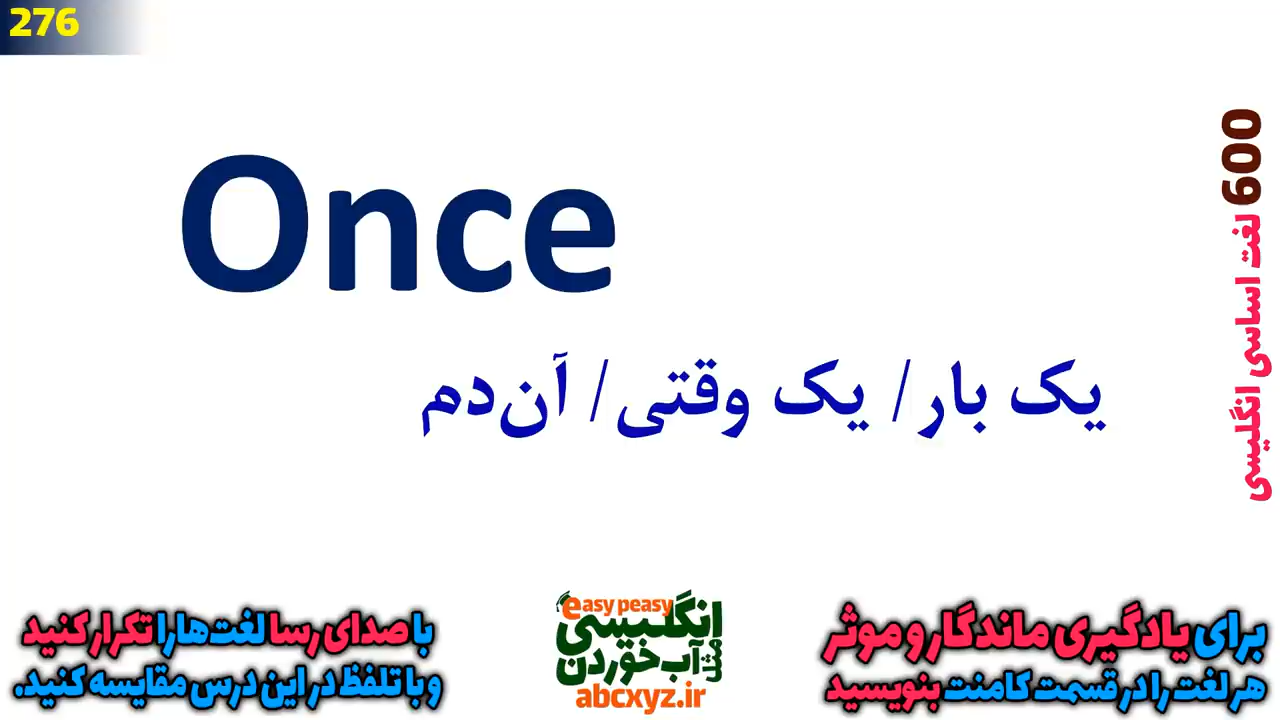 276
Once
یک بار/ یک وقتی/ آن‌دم
600 لغت اساسی انگلیسی
برای یادگیری ماندگار و موثر
هر لغت را در قسمت کامنت بنویسید
easy peasy
انگلیسی
مثل آب خوردن
abcxyz.ir
با صدای رسا لغت‌ها را تکرار کنید
و با تلفظ در این درس مقایسه کنید.